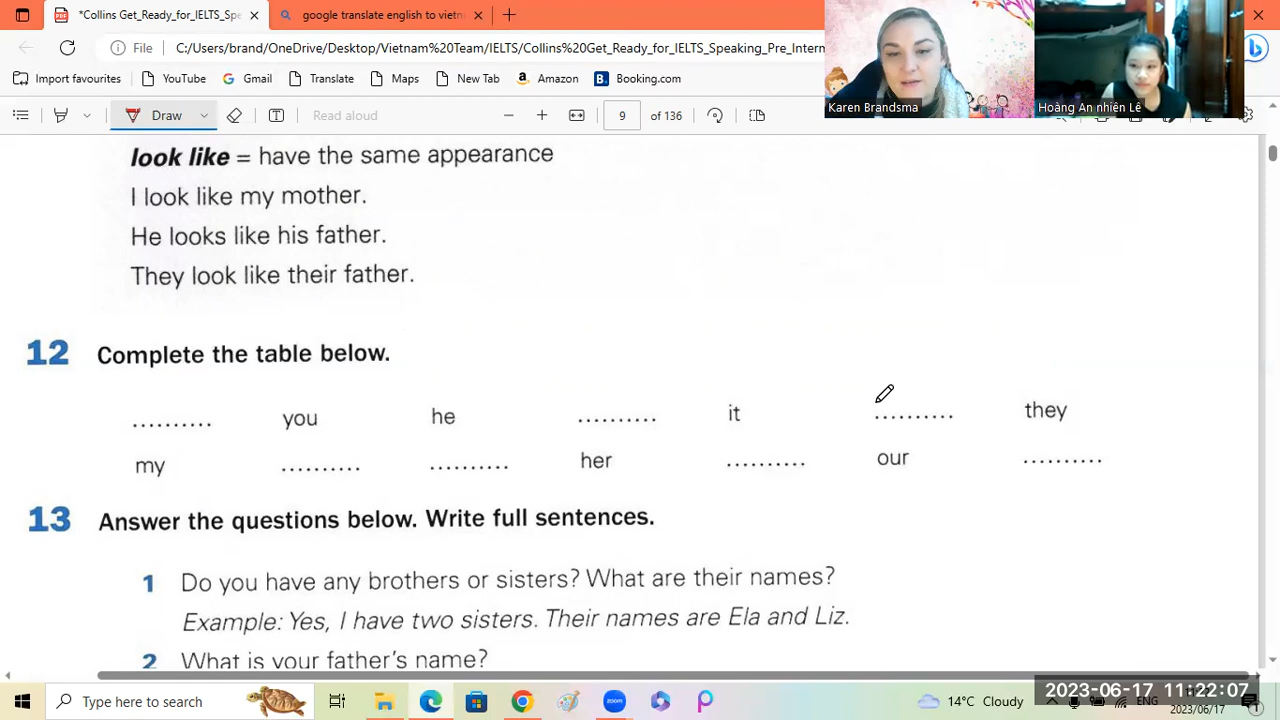 *Collins Get_Ready_for_IELTS_Spe
google translate english to vietn
File
C:/Users/brand/OneDrive/Desktop/Vietnam%20Team/IELTS/Collins%20Get_Ready_for_IELTS_Speaking_Pre_Interm
Import favourites YouTube Gmail Translate Maps New Tab Amazon Booking.com
Draw Read aloud 9 of 136
Karen Brandsma
Hoàng An nhiên Lê
look like = have the same appearance
I look like my mother.
He looks like his father.
They look like their father.
12 Complete the table below.
.......... you he .......... it .......... they
my .......... .......... her .......... our ..........
13 Answer the questions below. Write full sentences.
1 Do you have any brothers or sisters? What are their names?
Example: Yes, I have two sisters. Their names are Ela and Liz.
2 What is your father's name?
Type here to search
zoom
14°C Cloudy
ENG
2023-06-17 11:22:07
2023/06/17